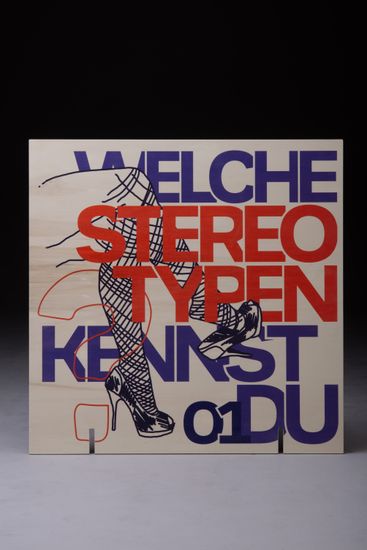 WELCHE
STEREO
TYPEN
KENNST
01 DU
?